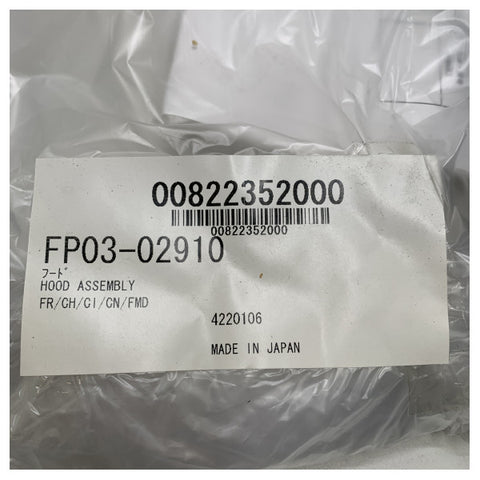 00822352000
00822352000
FP03-02910
フード
HOOD ASSEMBLY
FR/CH/CI/CN/FMD
4220106
MADE IN JAPAN